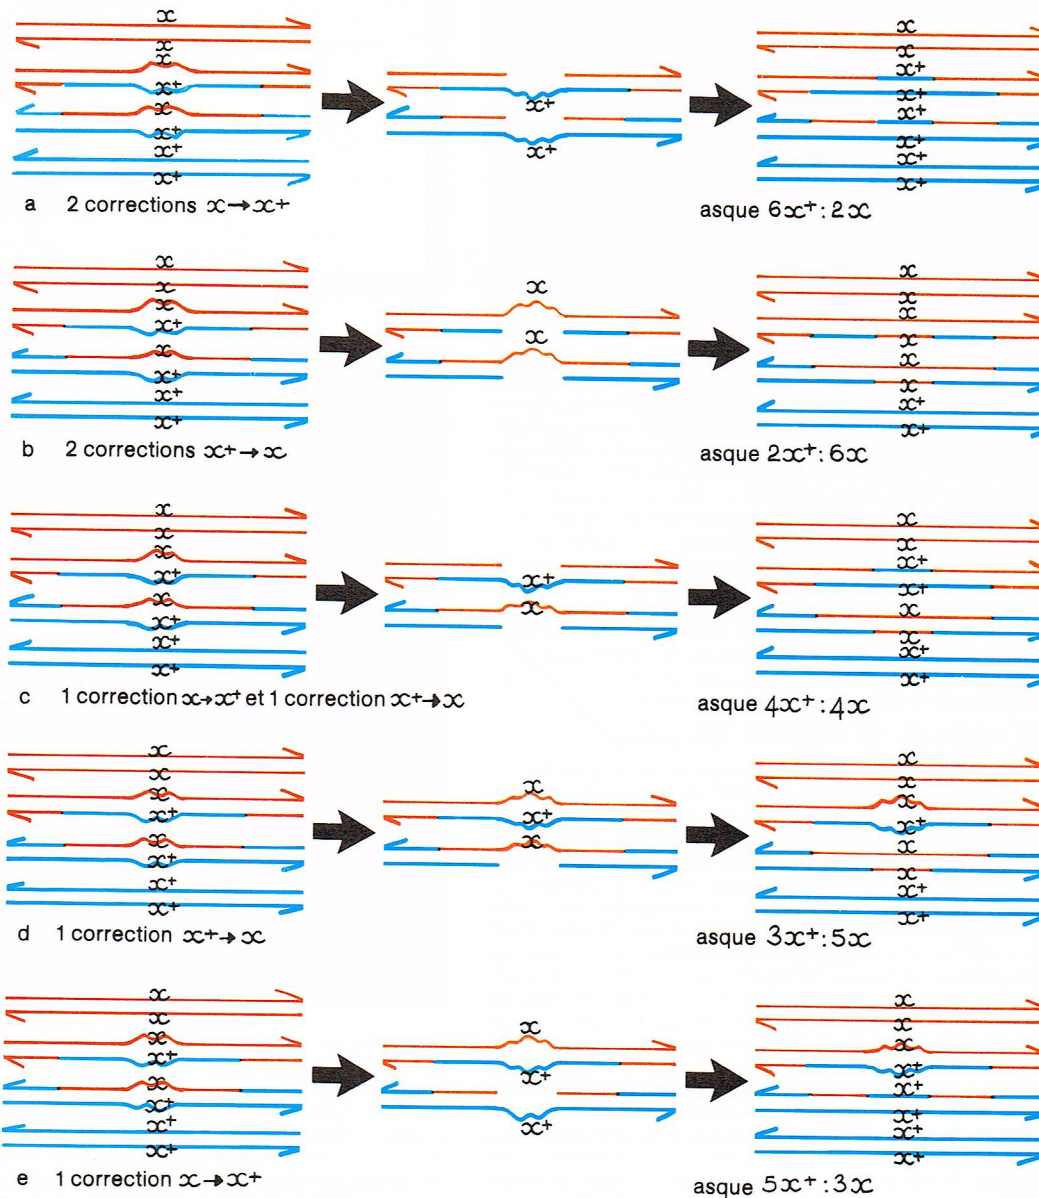 x
x
x
x+
x
x+
x+
x+
x+
x+
x
x
x+
x+
x+
x+
x+
x+
a 2 corrections x→x+
asque 6x+:2x
x
x
x
x+
x
x+
x+
x+
x
x
x
x
x
x
x
x
x+
x+
b 2 corrections x+→x
asque 2x+:6x
x
x
x
x+
x
x+
x+
x+
x+
x
x
x
x+
x+
x
x
x+
x+
c 1 correction x→x+ et 1 correction x+→x
asque 4x+:4x
x
x
x
x+
x
x+
x+
x+
x
x+
x
x
x
x
x+
x
x
x+
x+
d 1 correction x+→x
asque 3x+:5x
x
x
x
x+
x
x+
x+
x+
x
x+
x+
x
x
x
x+
x+
x+
x+
x+
e 1 correction x→x+
asque 5x+:3x